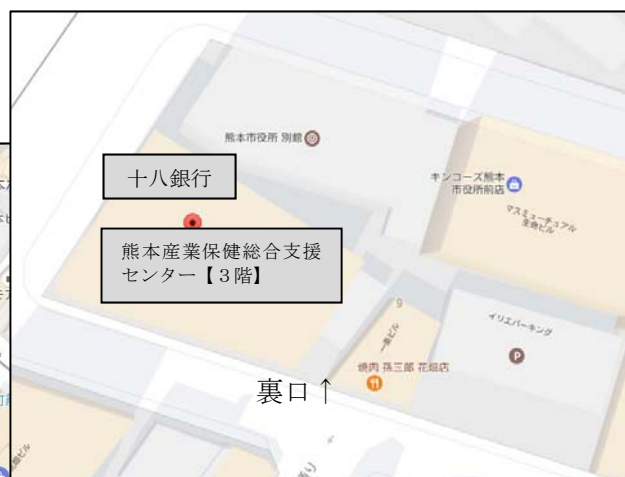 熊本市役所 別館
十八銀行
キンコーズ熊本
市役所前店
マスミューチュアル
生命ビル
熊本産業保健総合支援
センター【３階】
9
イリエパーキング
P
焼肉 孫三郎 花畑店
裏口↑